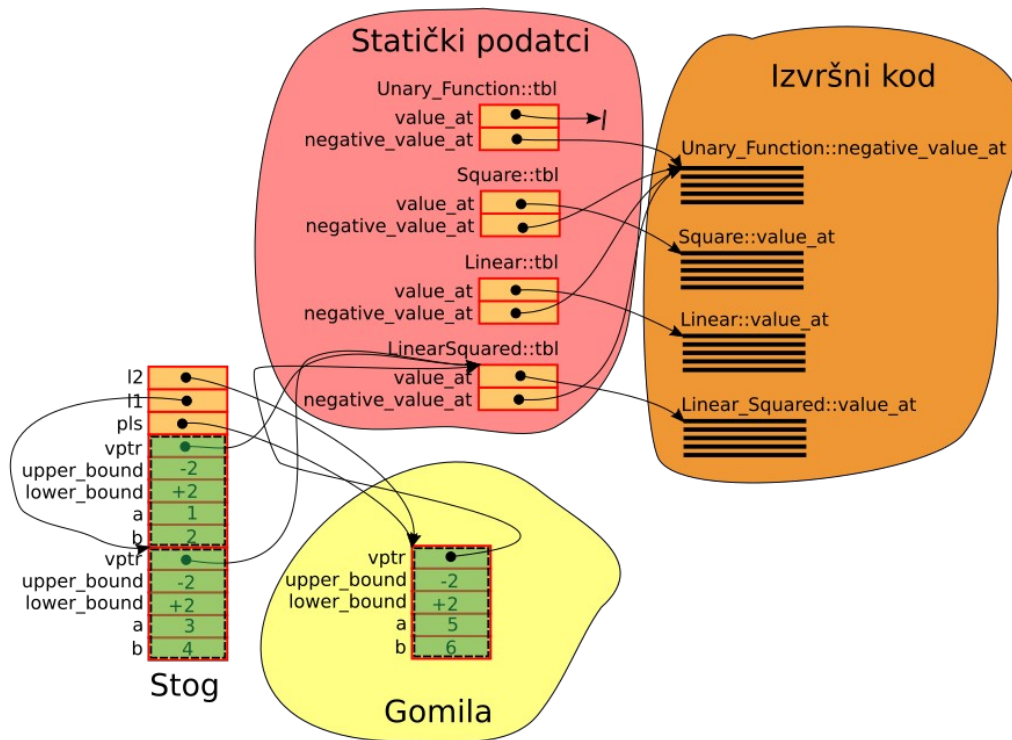 Statički podatci
Unary_Function::tbl
value_at
negative_value_at
Square::tbl
value_at
negative_value_at
Linear::tbl
value_at
negative_value_at
LinearSquared::tbl
value_at
negative_value_at
Izvršni kod
Unary_Function::negative_value_at
Square::value_at
Linear::value_at
Linear_Squared::value_at
l2
l1
pls
vptr
upper_bound -2
lower_bound +2
a 1
b 2
vptr
upper_bound -2
lower_bound +2
a 3
b 4
Stog
vptr
upper_bound -2
lower_bound +2
a 5
b 6
Gomila